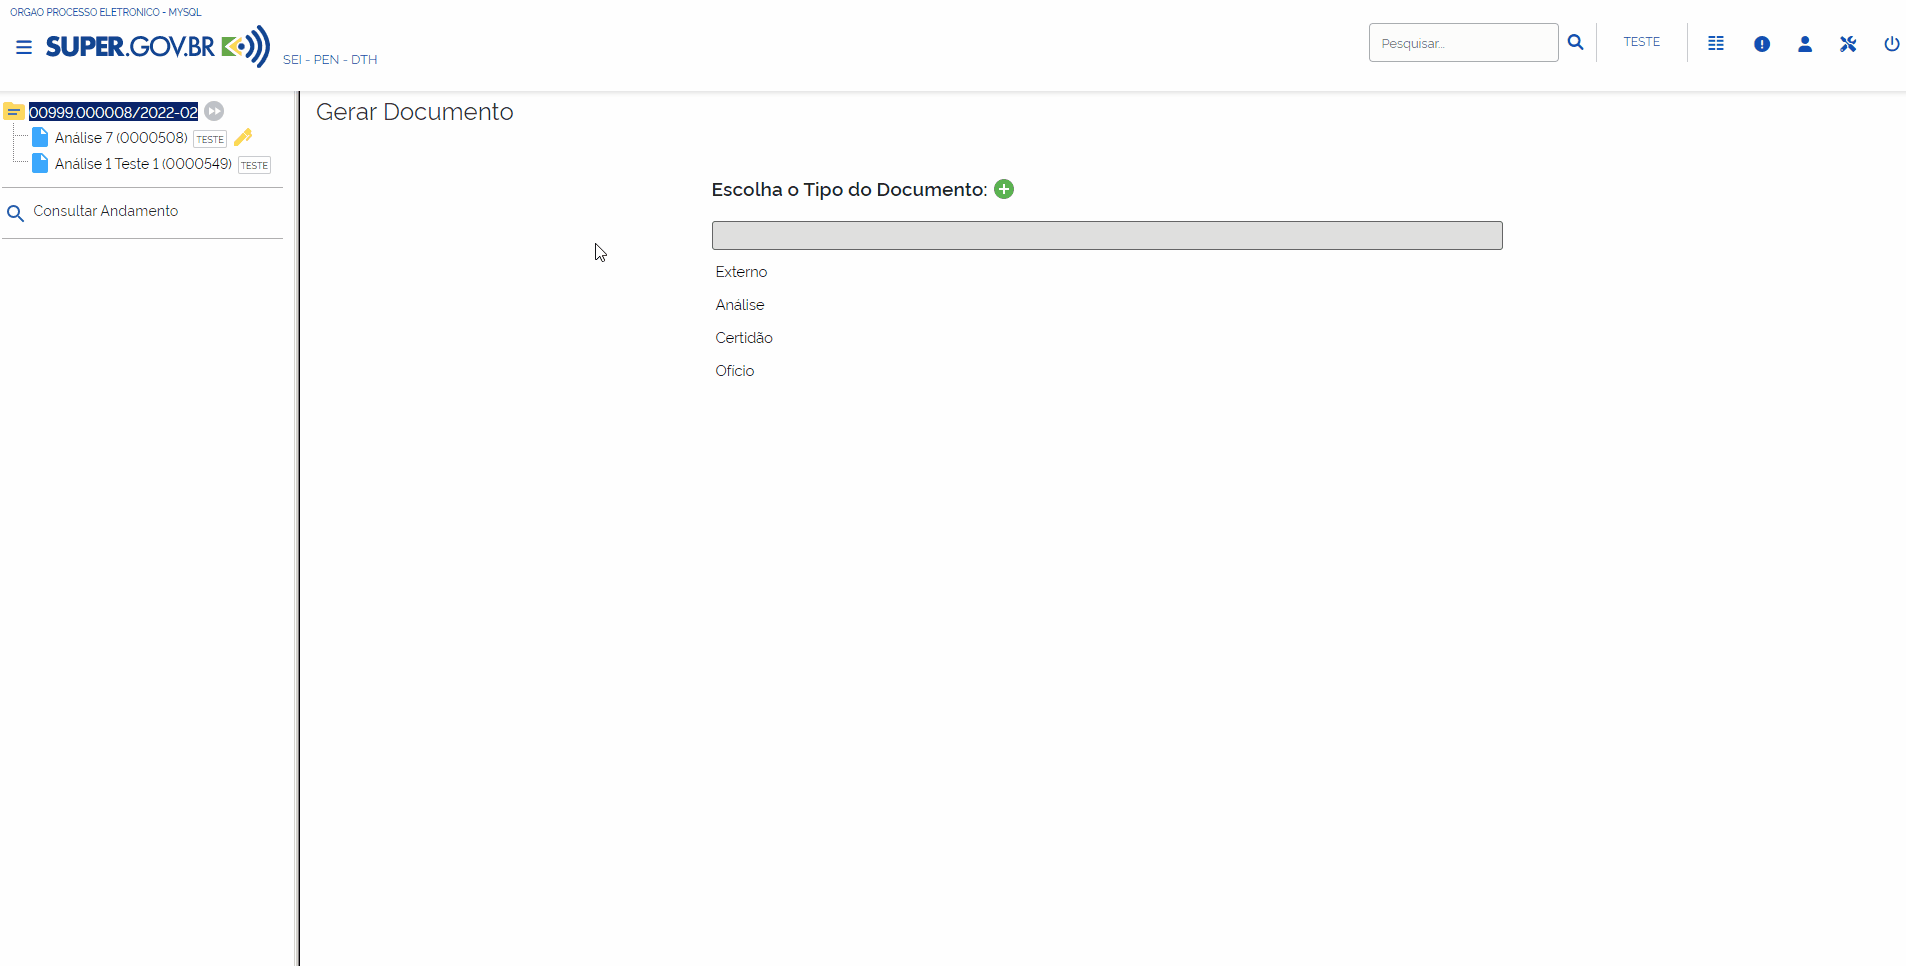 ORGAO PROCESSO ELETRONICO - MYSQL
SUPER.GOV.BR
SEI - PEN - DTH
Pesquisar...
TESTE
00999.000008/2022-02
Análise 7 (0000508) TESTE
Análise 1 Teste 1 (0000549) TESTE
Consultar Andamento
Gerar Documento
Escolha o Tipo do Documento:
Externo
Análise
Certidão
Ofício